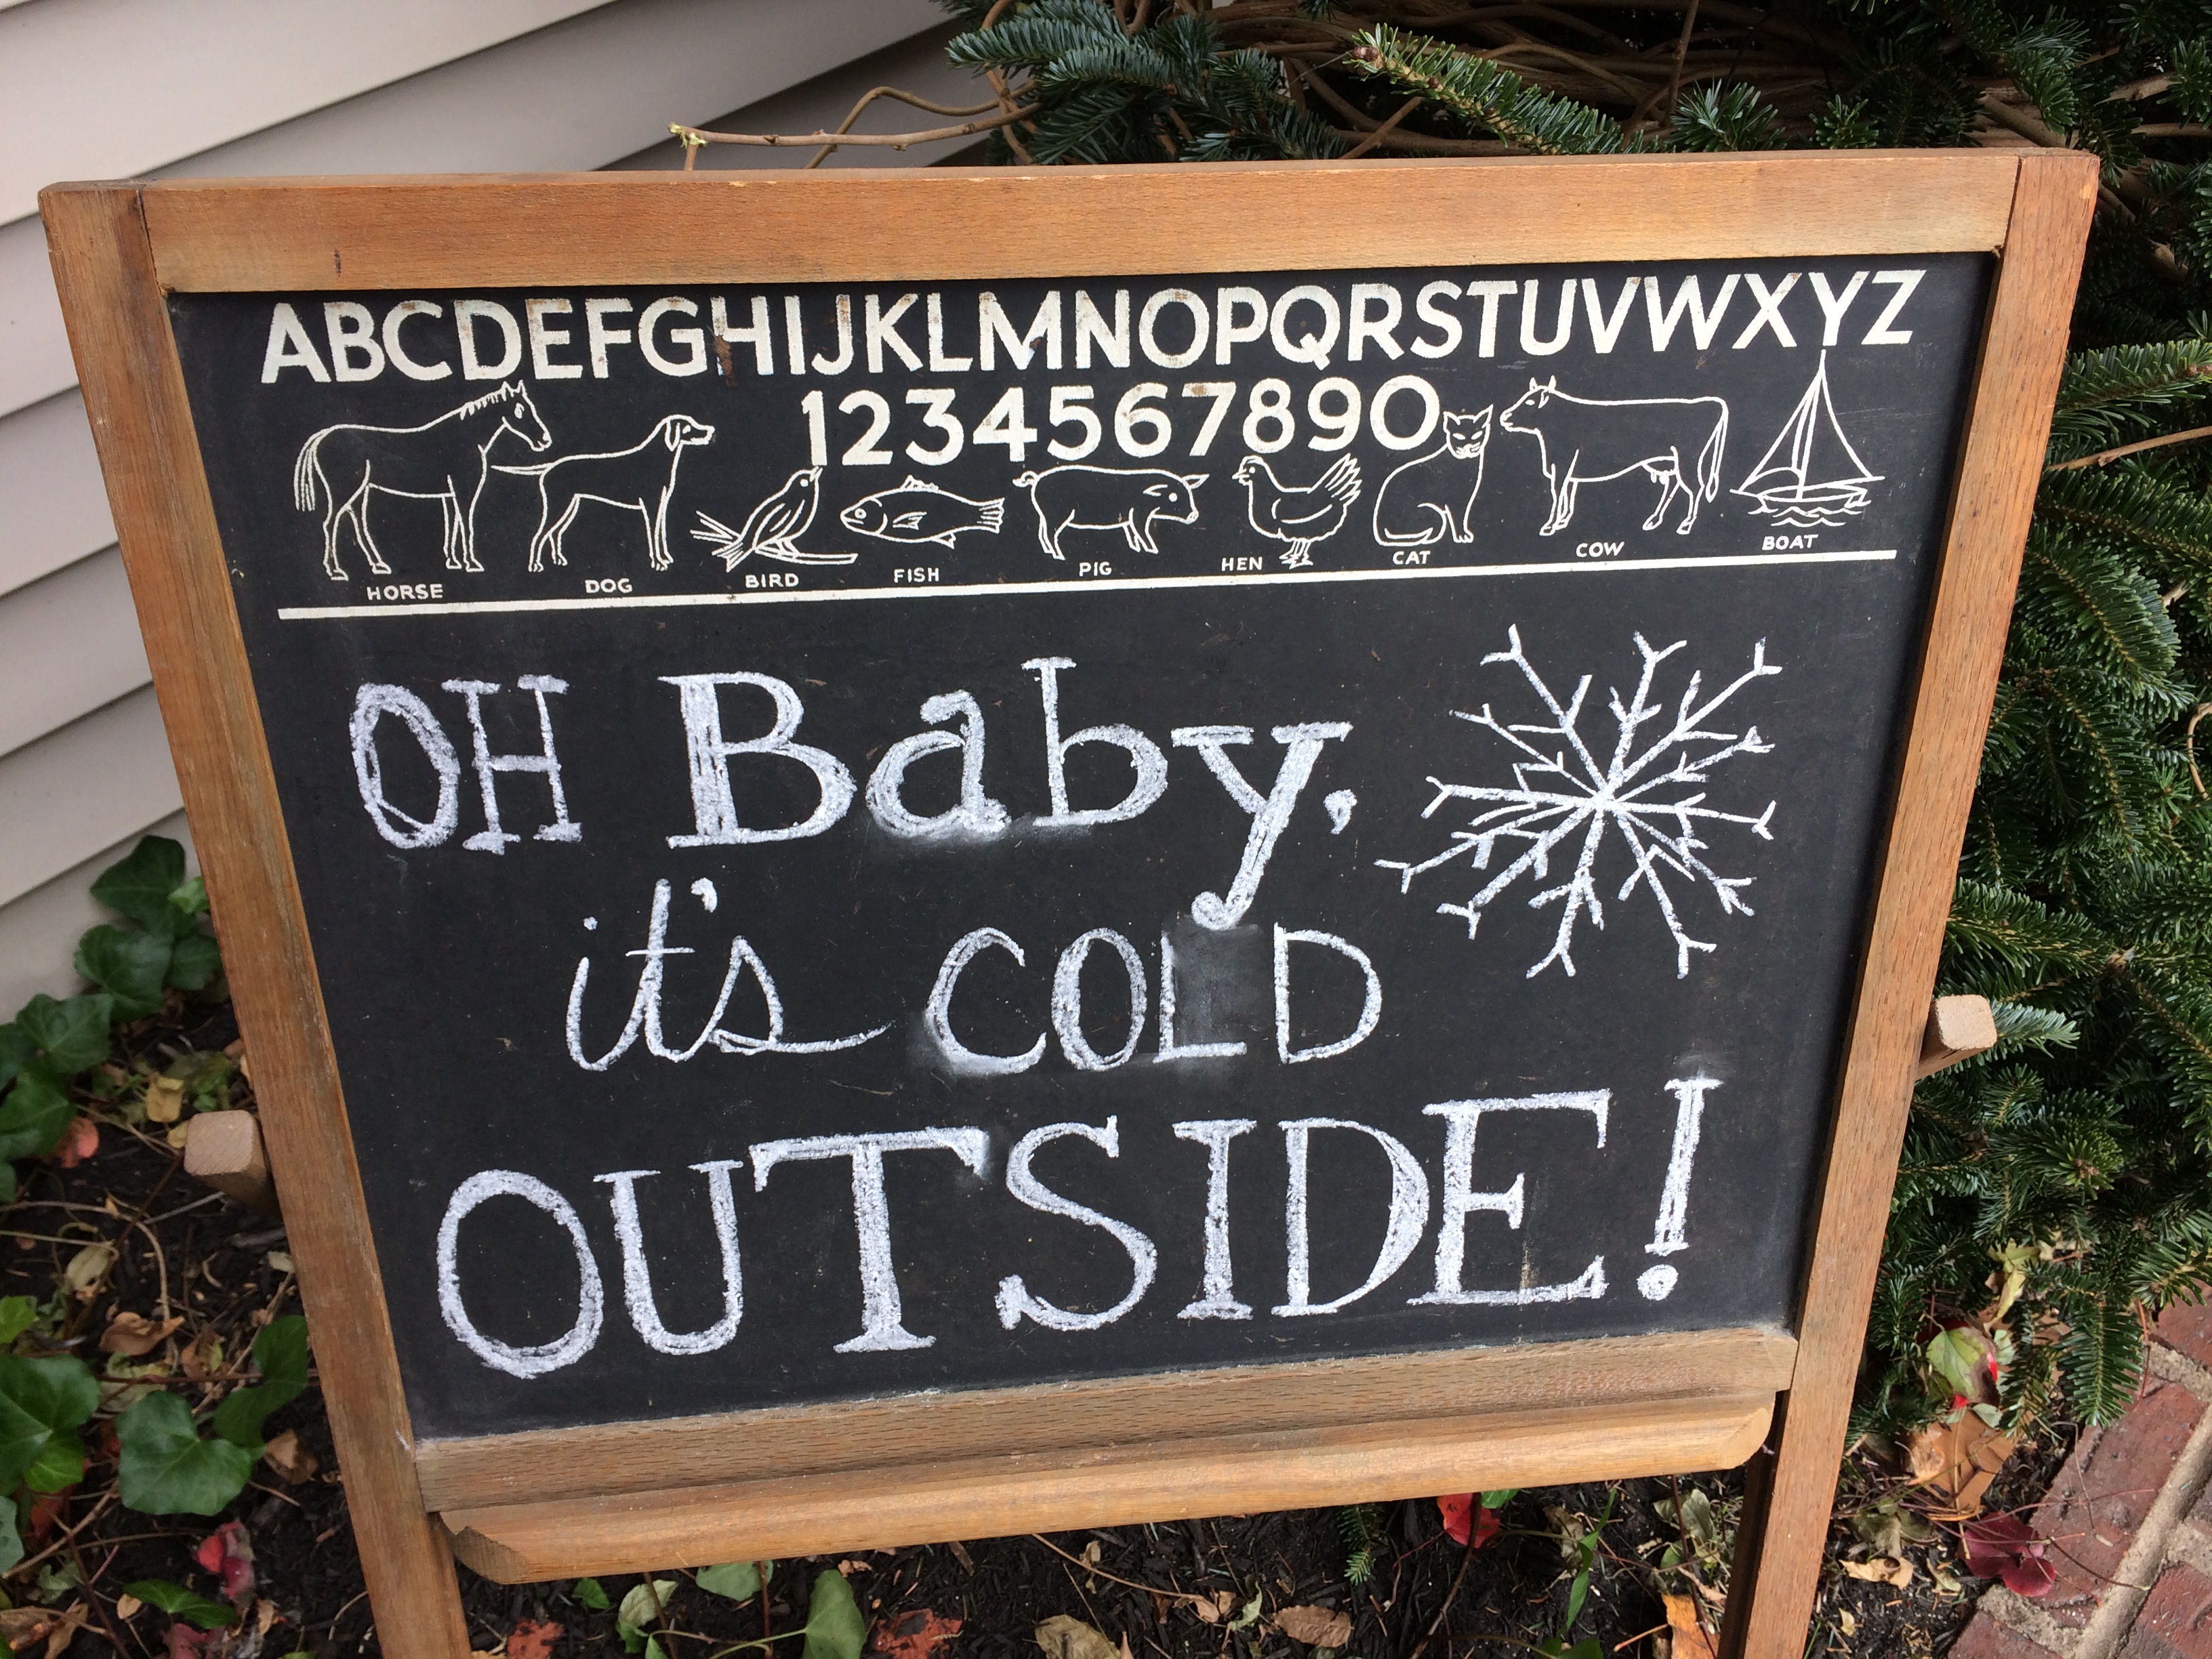 ABCDEFGHIJKLMNOPQRSTUVWXYZ
1234567890
HORSE DOG BIRD FISH PIG HEN CAT COW BOAT
OH Baby,
it's COLD
OUTSIDE!